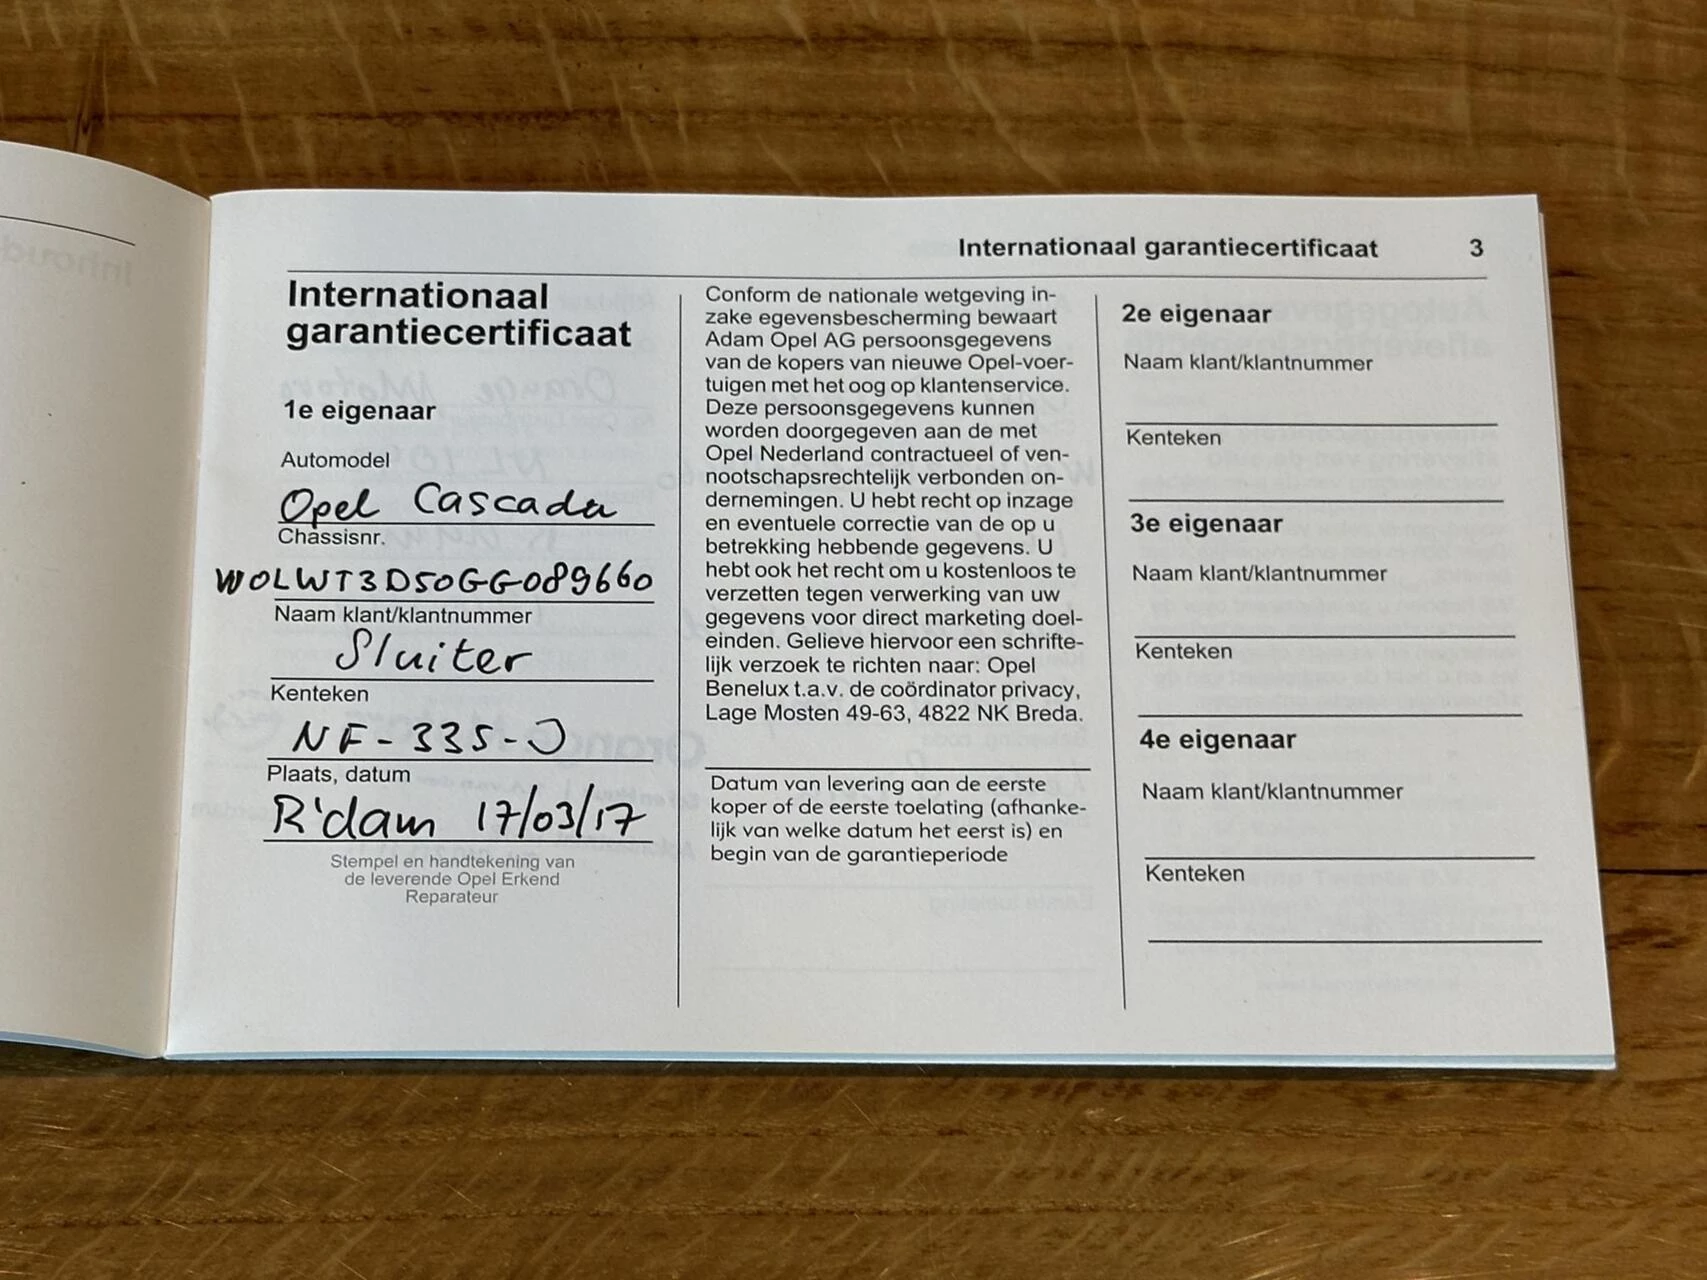 Internationaal garantiecertificaat 3
Internationaal
garantiecertificaat
1e eigenaar
Automodel
Opel Cascada
Chassisnr.
W0LWT3D50GG089660
Naam klant/klantnummer
Sluiter
Kenteken
NF-335-J
Plaats, datum
R'dam 17/03/17
Stempel en handtekening van
de leverende Opel Erkend
Reparateur
Conform de nationale wetgeving in-
zake egevensbescherming bewaart
Adam Opel AG persoonsgegevens
van de kopers van nieuwe Opel-voer-
tuigen met het oog op klantenservice.
Deze persoonsgegevens kunnen
worden doorgegeven aan de met
Opel Nederland contractueel of ven-
nootschapsrechtelijk verbonden on-
dernemingen. U hebt recht op inzage
en eventuele correctie van de op u
betrekking hebbende gegevens. U
hebt ook het recht om u kostenloos te
verzetten tegen verwerking van uw
gegevens voor direct marketing doel-
einden. Gelieve hiervoor een schrifte-
lijk verzoek te richten naar: Opel
Benelux t.a.v. de coördinator privacy,
Lage Mosten 49-63, 4822 NK Breda.
Datum van levering aan de eerste
koper of de eerste toelating (afhanke-
lijk van welke datum het eerst is) en
begin van de garantieperiode
2e eigenaar
Naam klant/klantnummer
Kenteken
3e eigenaar
Naam klant/klantnummer
Kenteken
4e eigenaar
Naam klant/klantnummer
Kenteken